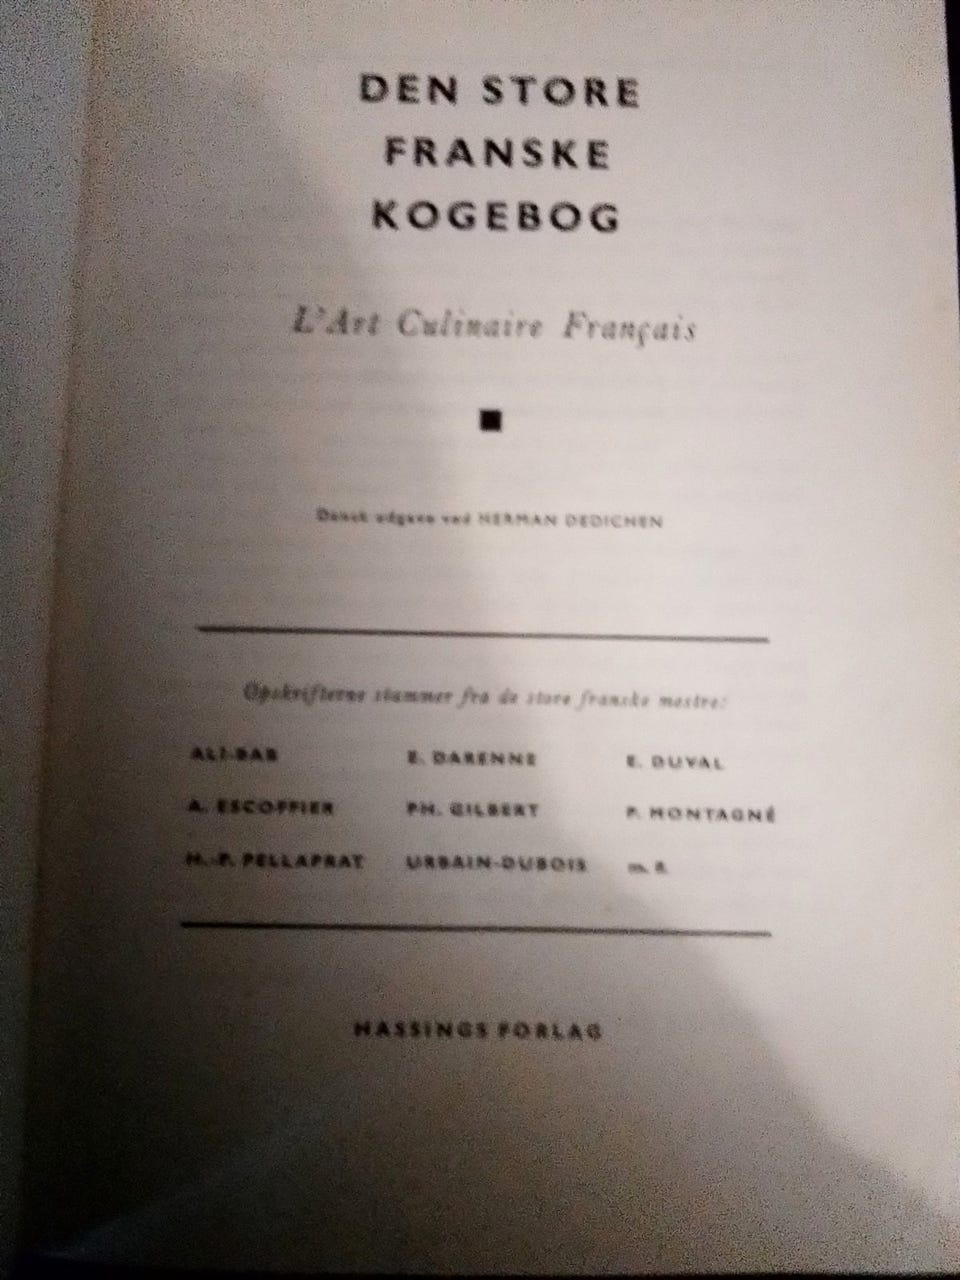 DEN STORE
FRANSKE
KOGEBOG
L'Art Culinaire Français
Dansk udgave ved HERMAN DEDICHEN
Opskrifterne stammer fra de store franske mestre:
ALI-BAB E. DARENNE E. DUVAL
A. ESCOFFIER PH. GILBERT P. MONTAGNÉ
H.-P. PELLAPRAT URBAIN-DUBOIS m. fl.
HASSINGS FORLAG